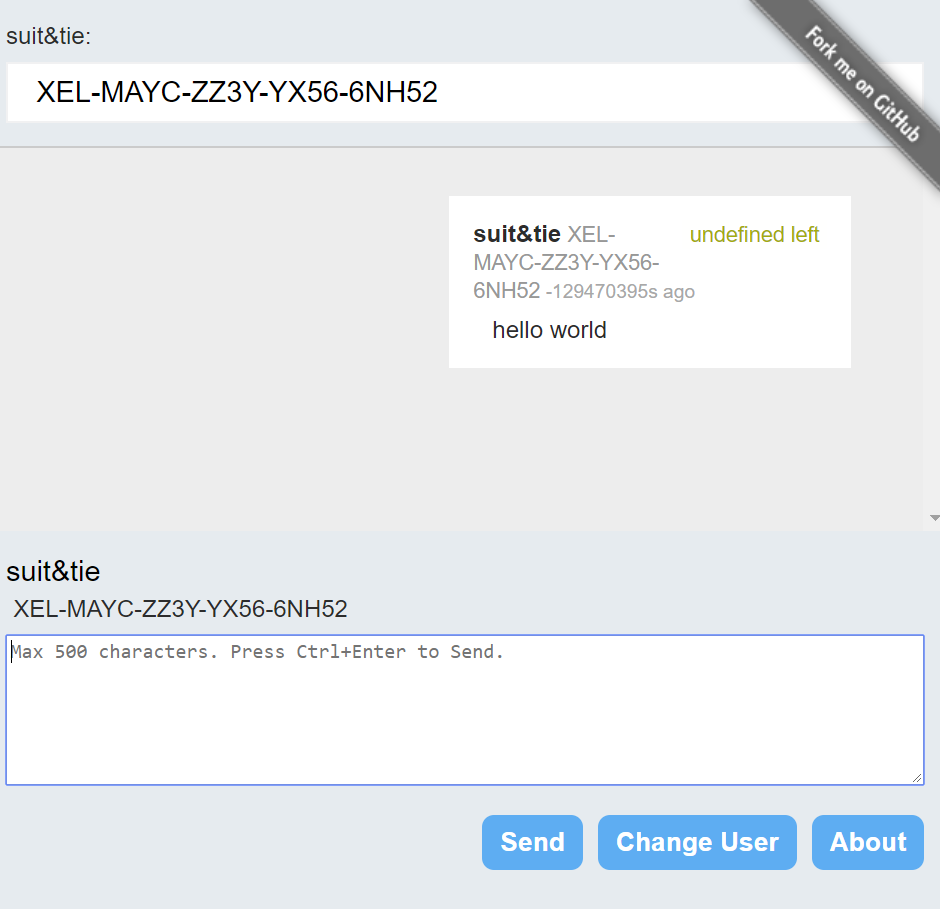 suit&tie:
XEL-MAYC-ZZ3Y-YX56-6NH52
Fork me on GitHub
suit&tie XEL-
MAYC-ZZ3Y-YX56-
6NH52 -129470395s ago
undefined left
hello world
suit&tie
XEL-MAYC-ZZ3Y-YX56-6NH52
Max 500 characters. Press Ctrl+Enter to Send.
Send Change User About